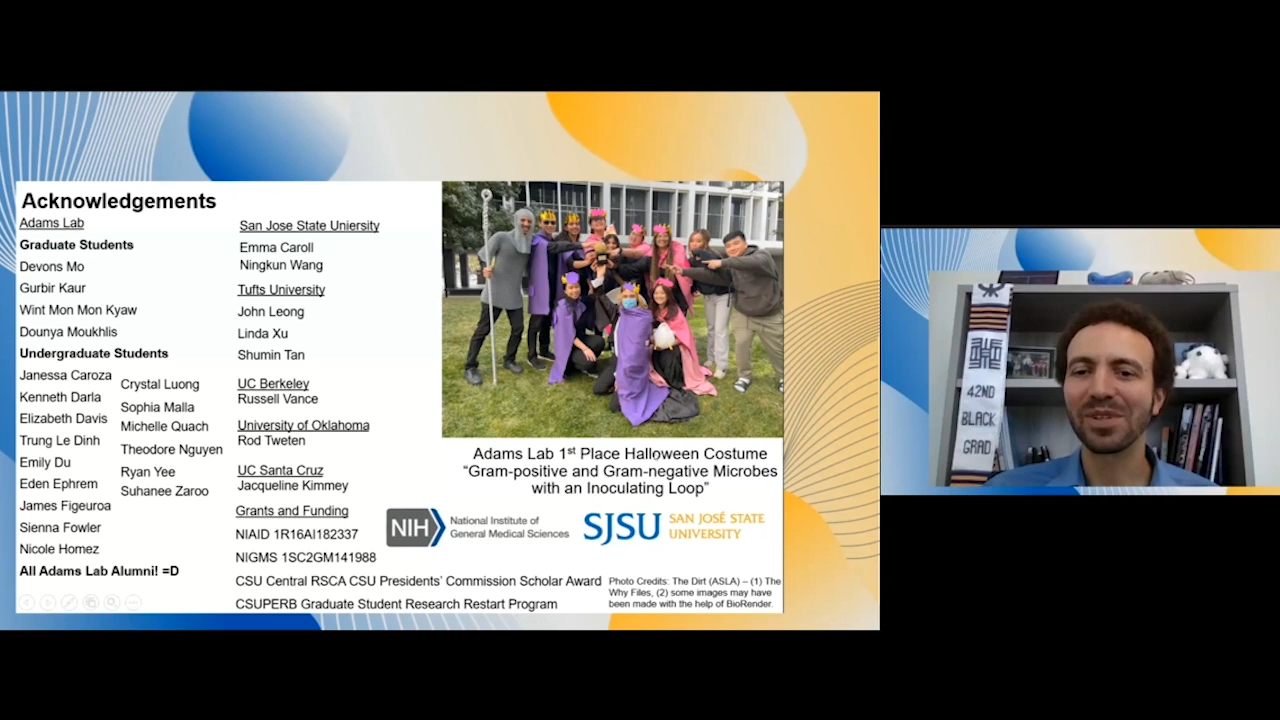 Acknowledgements
Adams Lab
Graduate Students
Devons Mo
Gurbir Kaur
Wint Mon Mon Kyaw
Dounya Moukhlis
Undergraduate Students
Janessa Caroza
Kenneth Darla
Elizabeth Davis
Trung Le Dinh
Emily Du
Eden Ephrem
James Figeuroa
Sienna Fowler
Nicole Homez
All Adams Lab Alumni! =D
Crystal Luong
Sophia Malla
Michelle Quach
Theodore Nguyen
Ryan Yee
Suhanee Zaroo
San Jose State Uniersity
Emma Caroll
Ningkun Wang
Tufts University
John Leong
Linda Xu
Shumin Tan
UC Berkeley
Russell Vance
University of Oklahoma
Rod Tweten
UC Santa Cruz
Jacqueline Kimmey
Grants and Funding
NIAID 1R16AI182337
NIGMS 1SC2GM141988
CSU Central RSCA CSU Presidents' Commission Scholar Award
CSUPERB Graduate Student Research Restart Program
Adams Lab 1st Place Halloween Costume
“Gram-positive and Gram-negative Microbes
with an Inoculating Loop”
NIH National Institute of
General Medical Sciences
SJSU SAN JOSÉ STATE
UNIVERSITY
Photo Credits: The Dirt (ASLA) – (1) The
Why Files, (2) some images may have
been made with the help of BioRender.
42ND
BLACK
GRAD